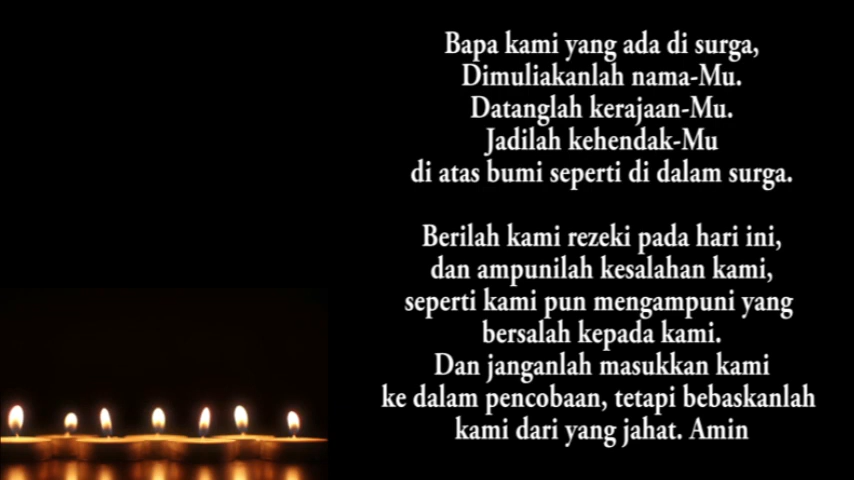 Bapa kami yang ada di surga,
Dimuliakanlah nama-Mu.
Datanglah kerajaan-Mu.
Jadilah kehendak-Mu
di atas bumi seperti di dalam surga.
Berilah kami rezeki pada hari ini,
dan ampunilah kesalahan kami,
seperti kami pun mengampuni yang
bersalah kepada kami.
Dan janganlah masukkan kami
ke dalam pencobaan, tetapi bebaskanlah
kami dari yang jahat. Amin